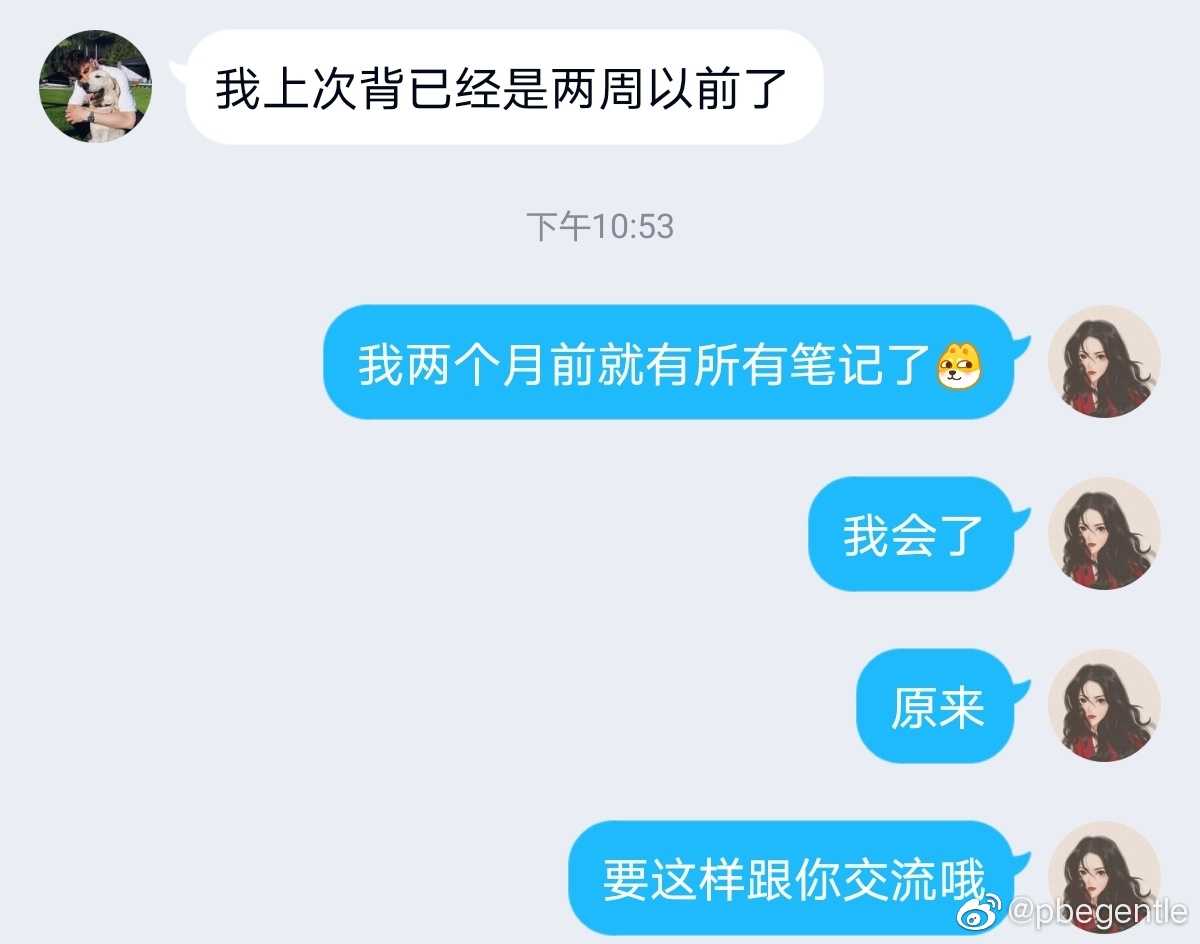 我上次背已经是两周以前了
下午10:53
我两个月前就有所有笔记了
我会了
原来
要这样跟你交流哦
@pbegentle